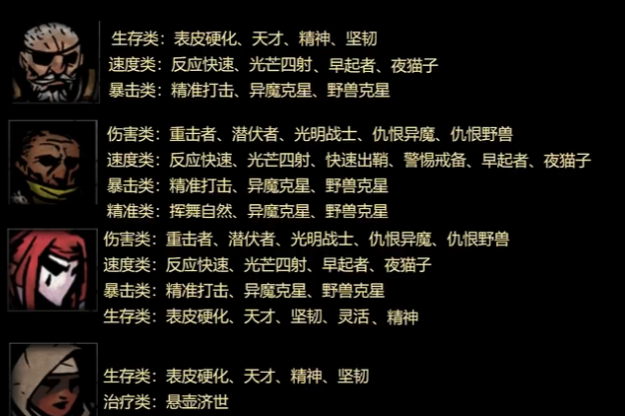 生存类：表皮硬化、天才、精神、坚韧
速度类：反应快速、光芒四射、早起者、夜猫子
暴击类：精准打击、异魔克星、野兽克星
伤害类：重击者、潜伏者、光明战士、仇恨异魔、仇恨野兽
速度类：反应快速、光芒四射、快速出鞘、警惕戒备、早起者、夜猫子
暴击类：精准打击、异魔克星、野兽克星
精准类：挥舞自然、异魔克星、野兽克星
伤害类：重击者、潜伏者、光明战士、仇恨异魔、仇恨野兽
速度类：反应快速、光芒四射、早起者、夜猫子
暴击类：精准打击、异魔克星、野兽克星
生存类：表皮硬化、天才、坚韧、灵活、精神
生存类：表皮硬化、天才、精神、坚韧
治疗类：悬壶济世